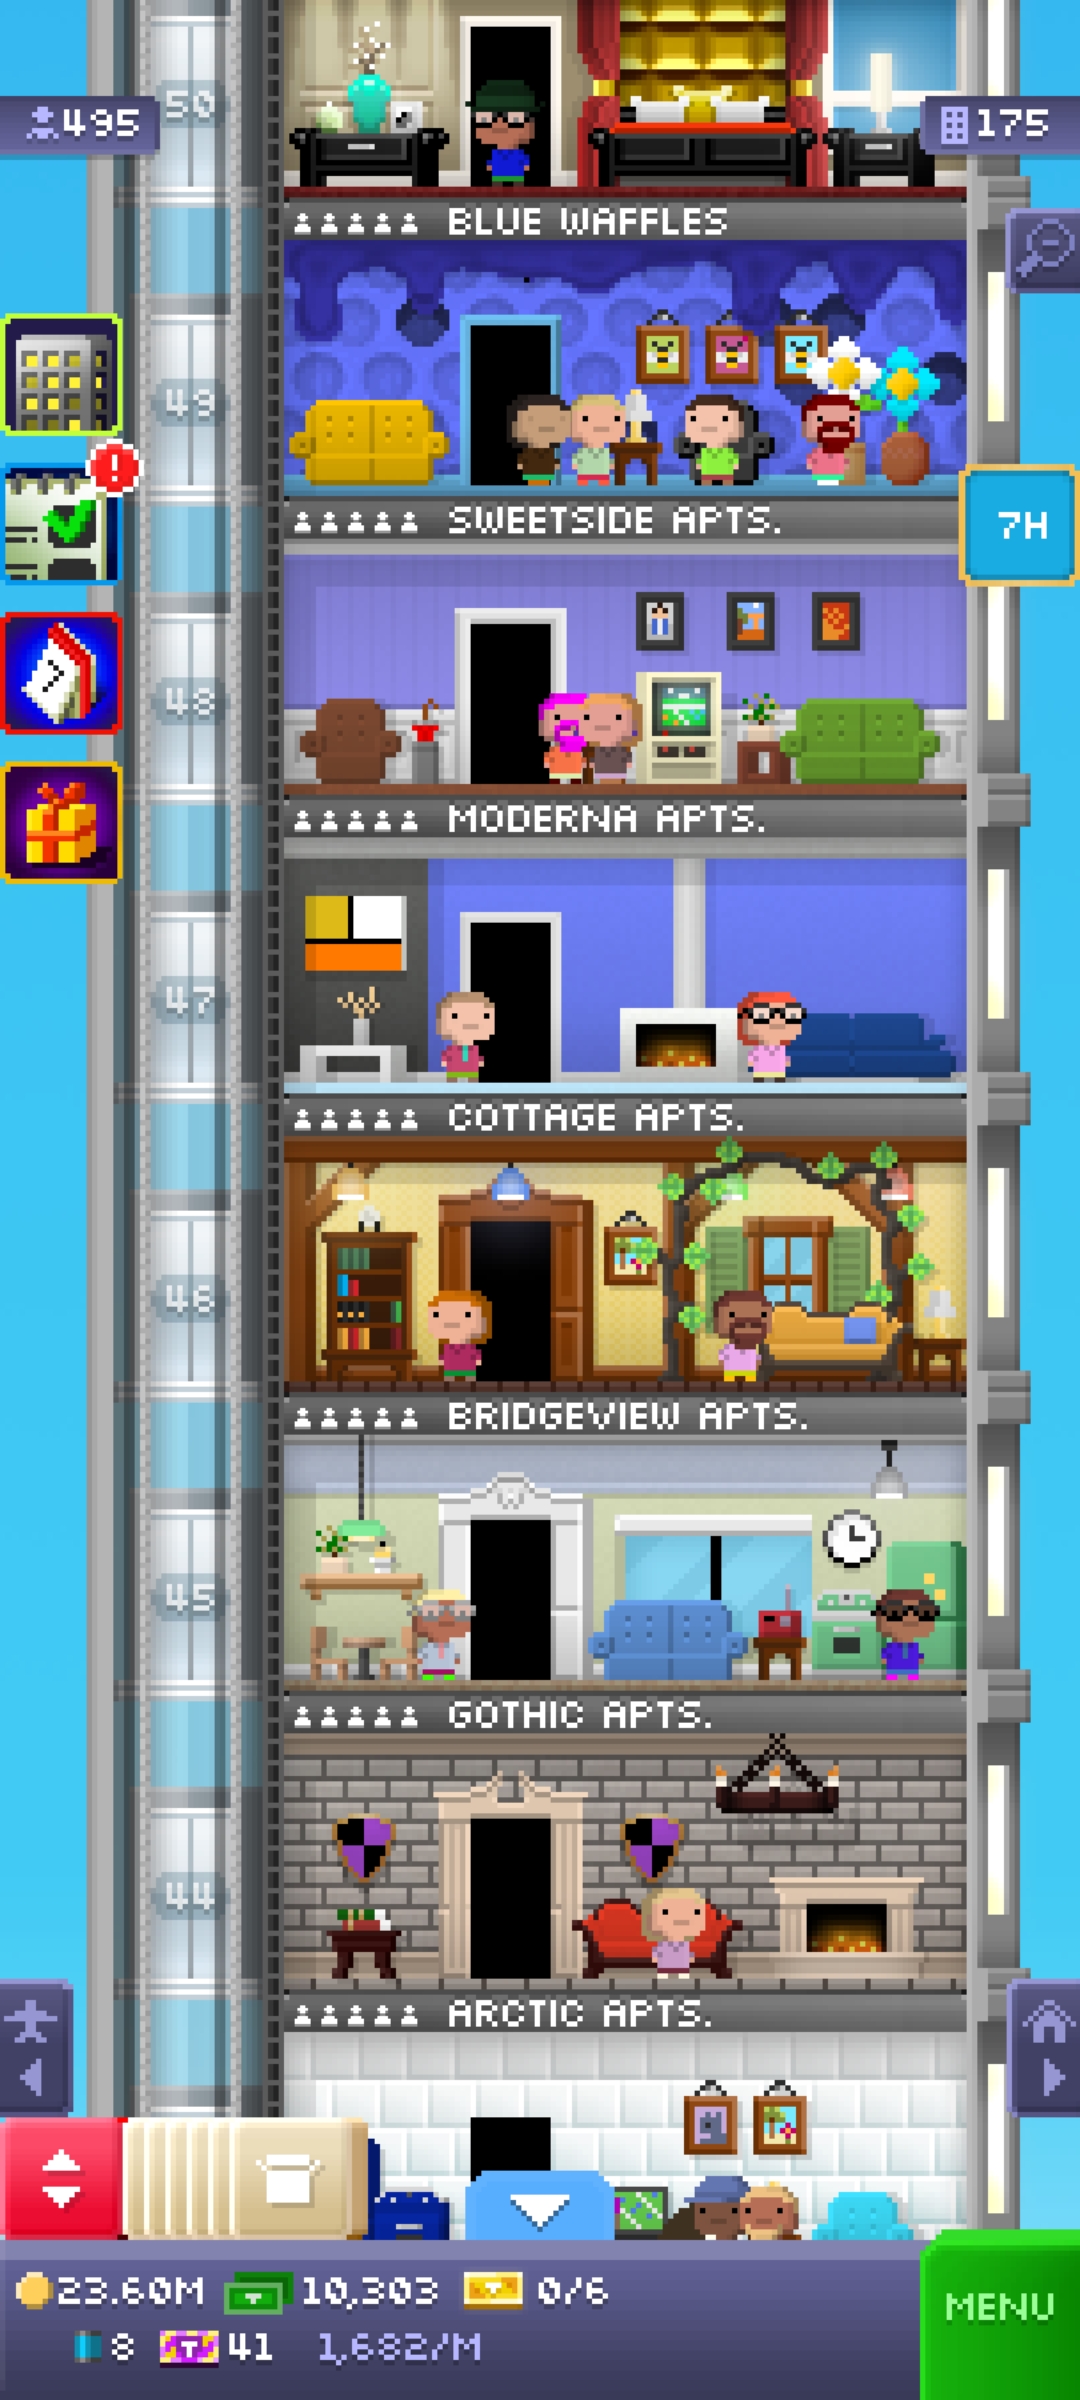 50
495
175
BLUE WAFFLES
49
SWEETSIDE APTS.
7H
48
MODERNA APTS.
7
47
COTTAGE APTS.
46
BRIDGEVIEW APTS.
45
GOTHIC APTS.
44
ARCTIC APTS.
23.60M 10,303 0/6
MENU
8 41 1,682/M